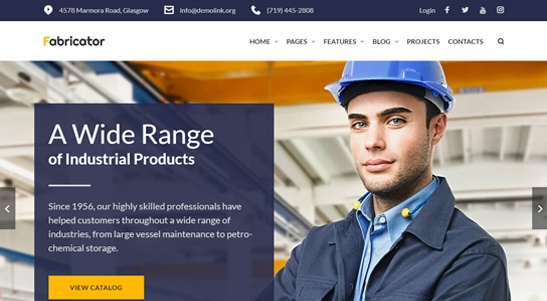 4578 Marmora Road, Glasgow info@demolink.org (719) 445-2808 Login
Fabricator HOME PAGES FEATURES BLOG PROJECTS CONTACTS
A Wide Range
of Industrial Products
Since 1956, our highly skilled professionals have
helped customers throughout a wide range of
industries, from large vessel maintenance to petro-
chemical storage.
VIEW CATALOG